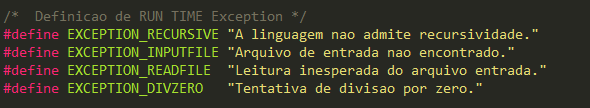 /*  Definicao de RUN TIME Exception */
#define EXCEPTION_RECURSIVE "A linguagem nao admite recursividade."
#define EXCEPTION_INPUTFILE "Arquivo de entrada nao encontrado."
#define EXCEPTION_READFILE  "Leitura inesperada do arquivo entrada."
#define EXCEPTION_DIVZERO   "Tentativa de divisao por zero."